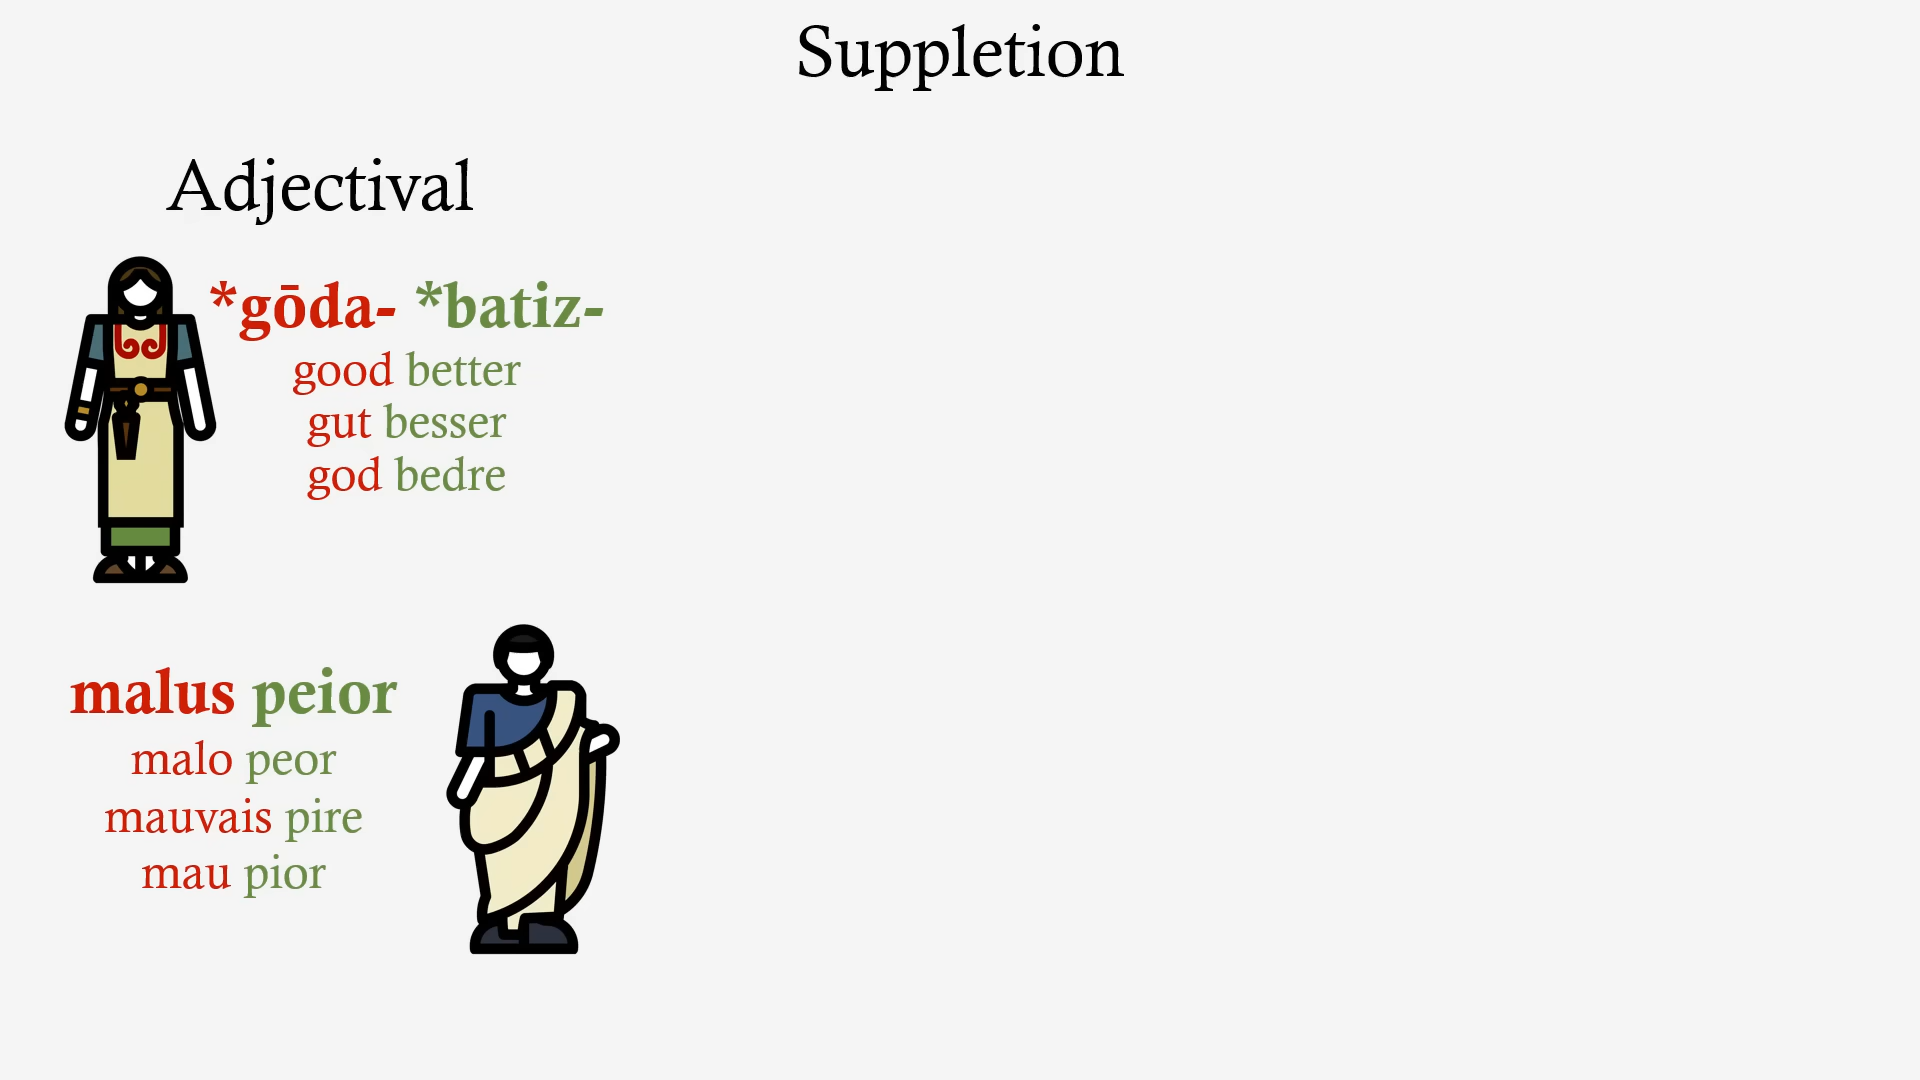 Suppletion
Adjectival
*gōda- *batiz-
good better
gut besser
god bedre
malus peior
malo peor
mauvais pire
mau pior